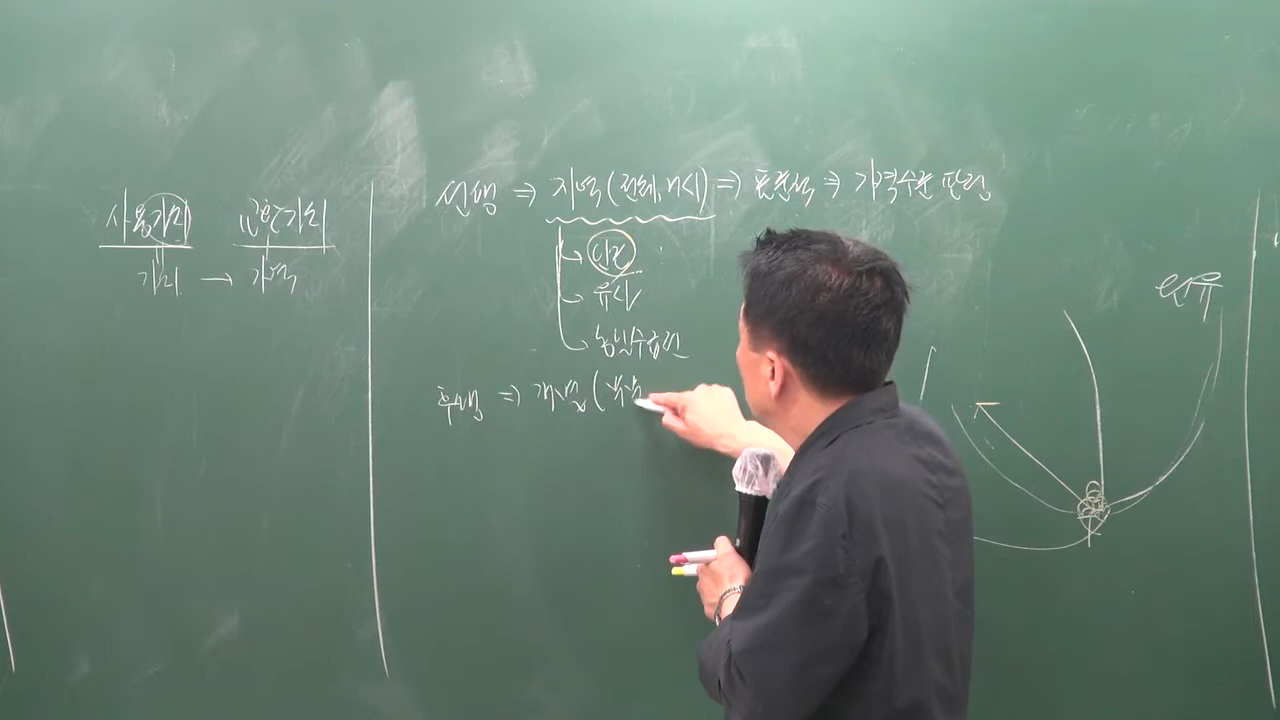 사용가치 교환가치
가치 → 가격
선행 ⇒ 지역(전체, 거시) ⇒ 표준적 ⇒ 가격수준 판정
인근
유사
동일수급권
후행 ⇒ 개별(부분